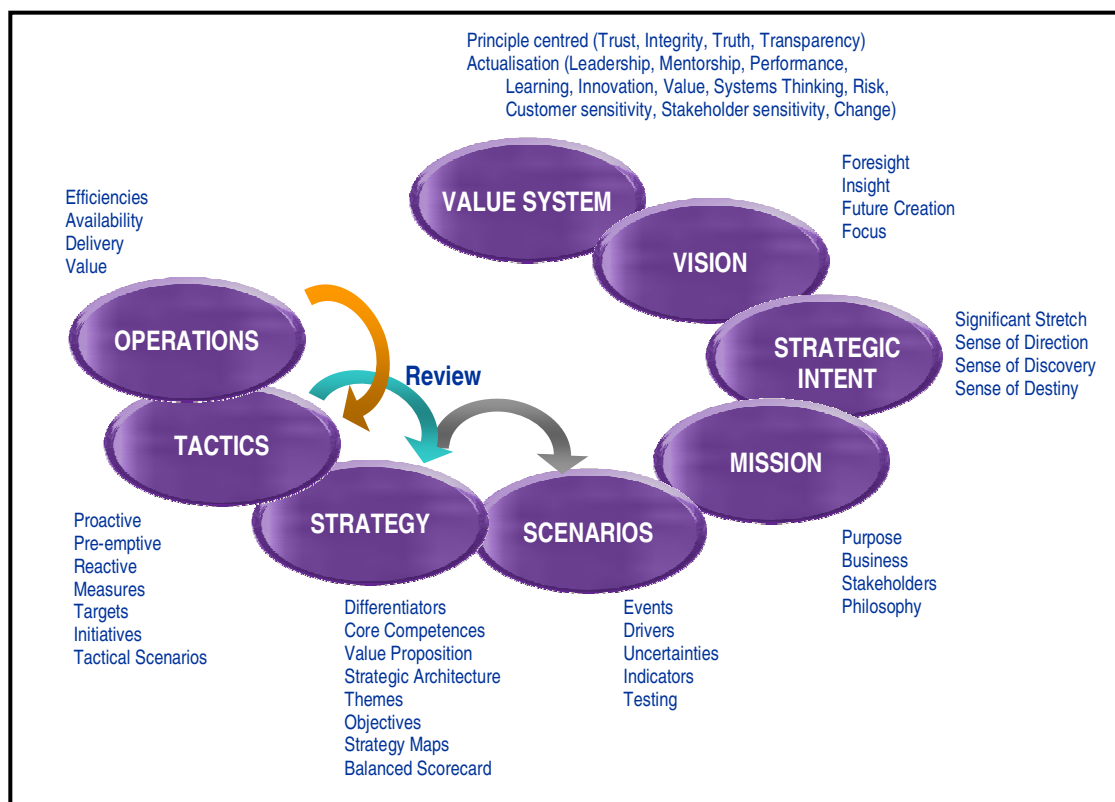 Principle centred (Trust, Integrity, Truth, Transparency)
Actualisation (Leadership, Mentorship, Performance,
Learning, Innovation, Value, Systems Thinking, Risk,
Customer sensitivity, Stakeholder sensitivity, Change)
VALUE SYSTEM
Foresight
Insight
Future Creation
Focus
VISION
Efficiencies
Availability
Delivery
Value
OPERATIONS
STRATEGIC
INTENT
Significant Stretch
Sense of Direction
Sense of Discovery
Sense of Destiny
Review
TACTICS
MISSION
STRATEGY
SCENARIOS
Proactive
Pre-emptive
Reactive
Measures
Targets
Initiatives
Tactical Scenarios
Differentiators
Core Competences
Value Proposition
Strategic Architecture
Themes
Objectives
Strategy Maps
Balanced Scorecard
Events
Drivers
Uncertainties
Indicators
Testing
Purpose
Business
Stakeholders
Philosophy